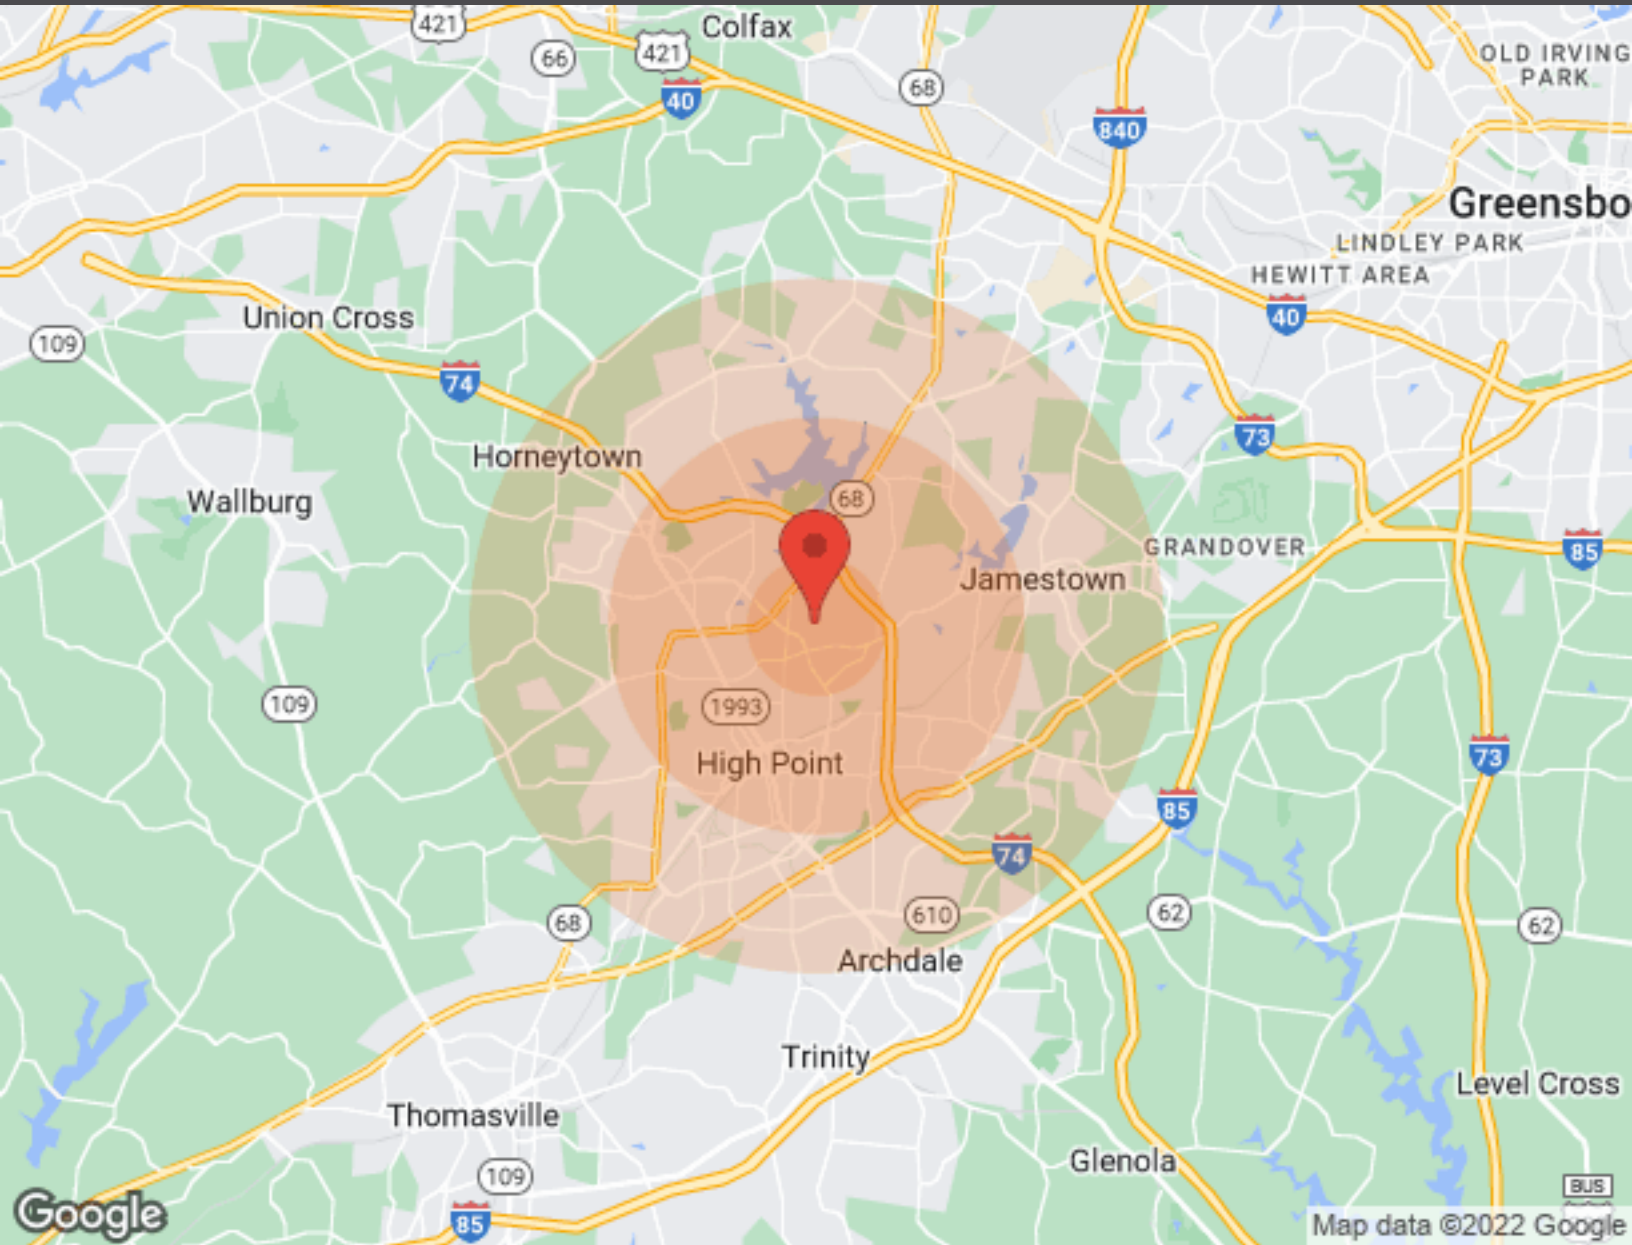 421
Colfax
66
421
40
68
840
OLD IRVING
PARK
Greensbo
LINDLEY PARK
HEWITT AREA
40
Union Cross
109
74
73
Horneytown
Wallburg
68
GRANDOVER
85
Jamestown
109
1993
High Point
73
85
74
68
610
62
62
Archdale
Trinity
Level Cross
Thomasville
Glenola
109
BUS
85
Google
Map data ©2022 Google